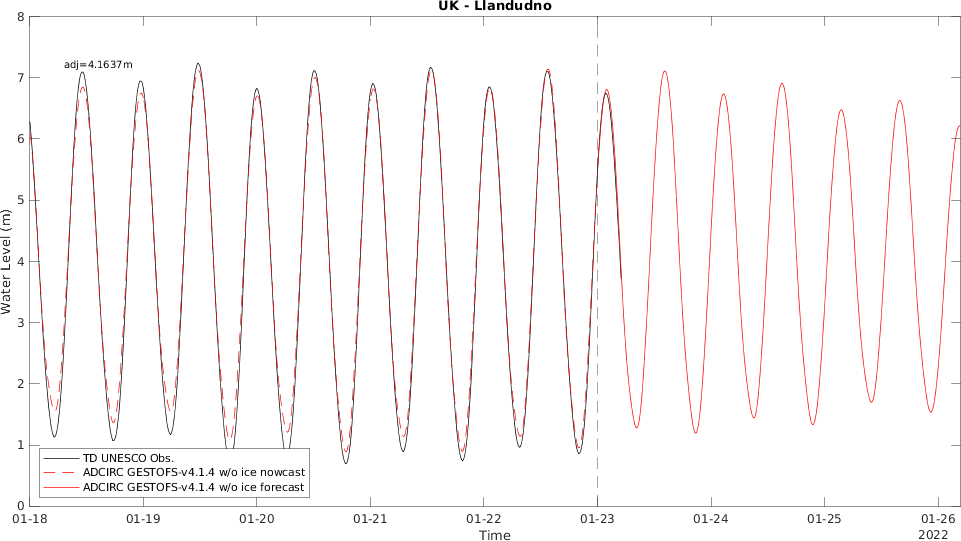 UK - Llandudno
adj=4.1637m
8
7
6
5
4
3
2
1
0
Water Level (m)
TD UNESCO Obs.
ADCIRC GESTOFS-v4.1.4 w/o ice nowcast
ADCIRC GESTOFS-v4.1.4 w/o ice forecast
01-18 01-19 01-20 01-21 01-22 01-23 01-24 01-25 01-26
Time
2022